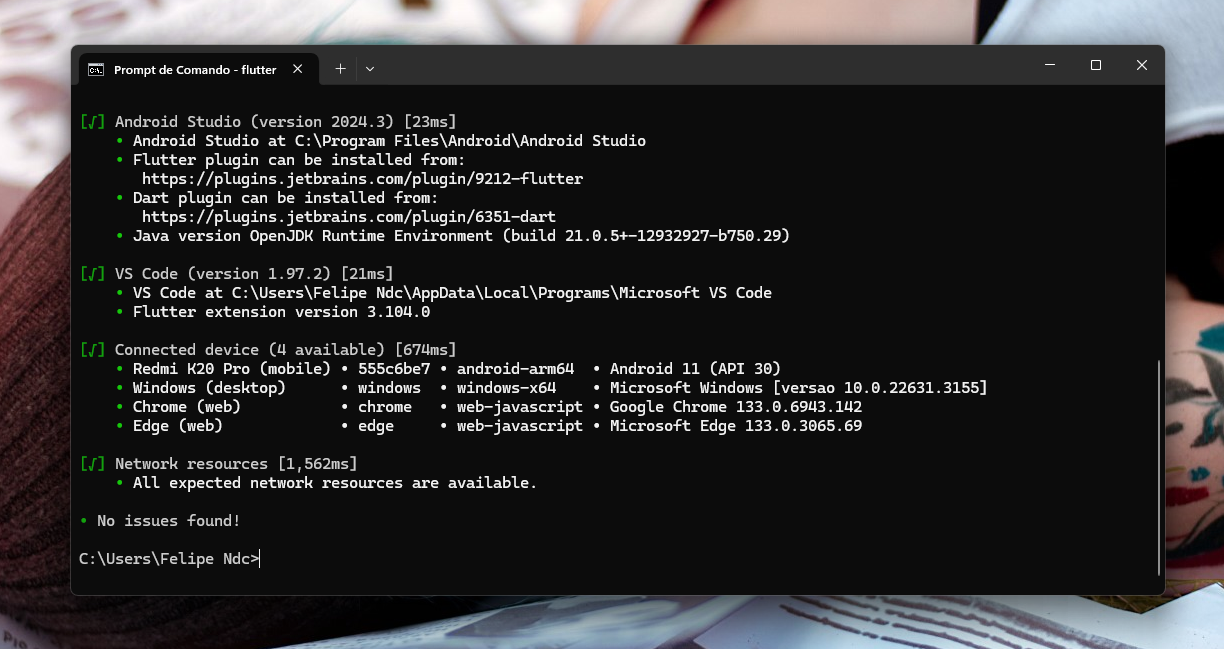 Prompt de Comando - flutter
[√] Android Studio (version 2024.3) [23ms]
• Android Studio at C:\Program Files\Android\Android Studio
• Flutter plugin can be installed from:
https://plugins.jetbrains.com/plugin/9212-flutter
• Dart plugin can be installed from:
https://plugins.jetbrains.com/plugin/6351-dart
• Java version OpenJDK Runtime Environment (build 21.0.5+-12932927-b750.29)
[√] VS Code (version 1.97.2) [21ms]
• VS Code at C:\Users\Felipe Ndc\AppData\Local\Programs\Microsoft VS Code
• Flutter extension version 3.104.0
[√] Connected device (4 available) [674ms]
• Redmi K20 Pro (mobile) • 555c6be7 • android-arm64 • Android 11 (API 30)
• Windows (desktop) • windows • windows-x64 • Microsoft Windows [versao 10.0.22631.3155]
• Chrome (web) • chrome • web-javascript • Google Chrome 133.0.6943.142
• Edge (web) • edge • web-javascript • Microsoft Edge 133.0.3065.69
[√] Network resources [1,562ms]
• All expected network resources are available.
• No issues found!
C:\Users\Felipe Ndc>